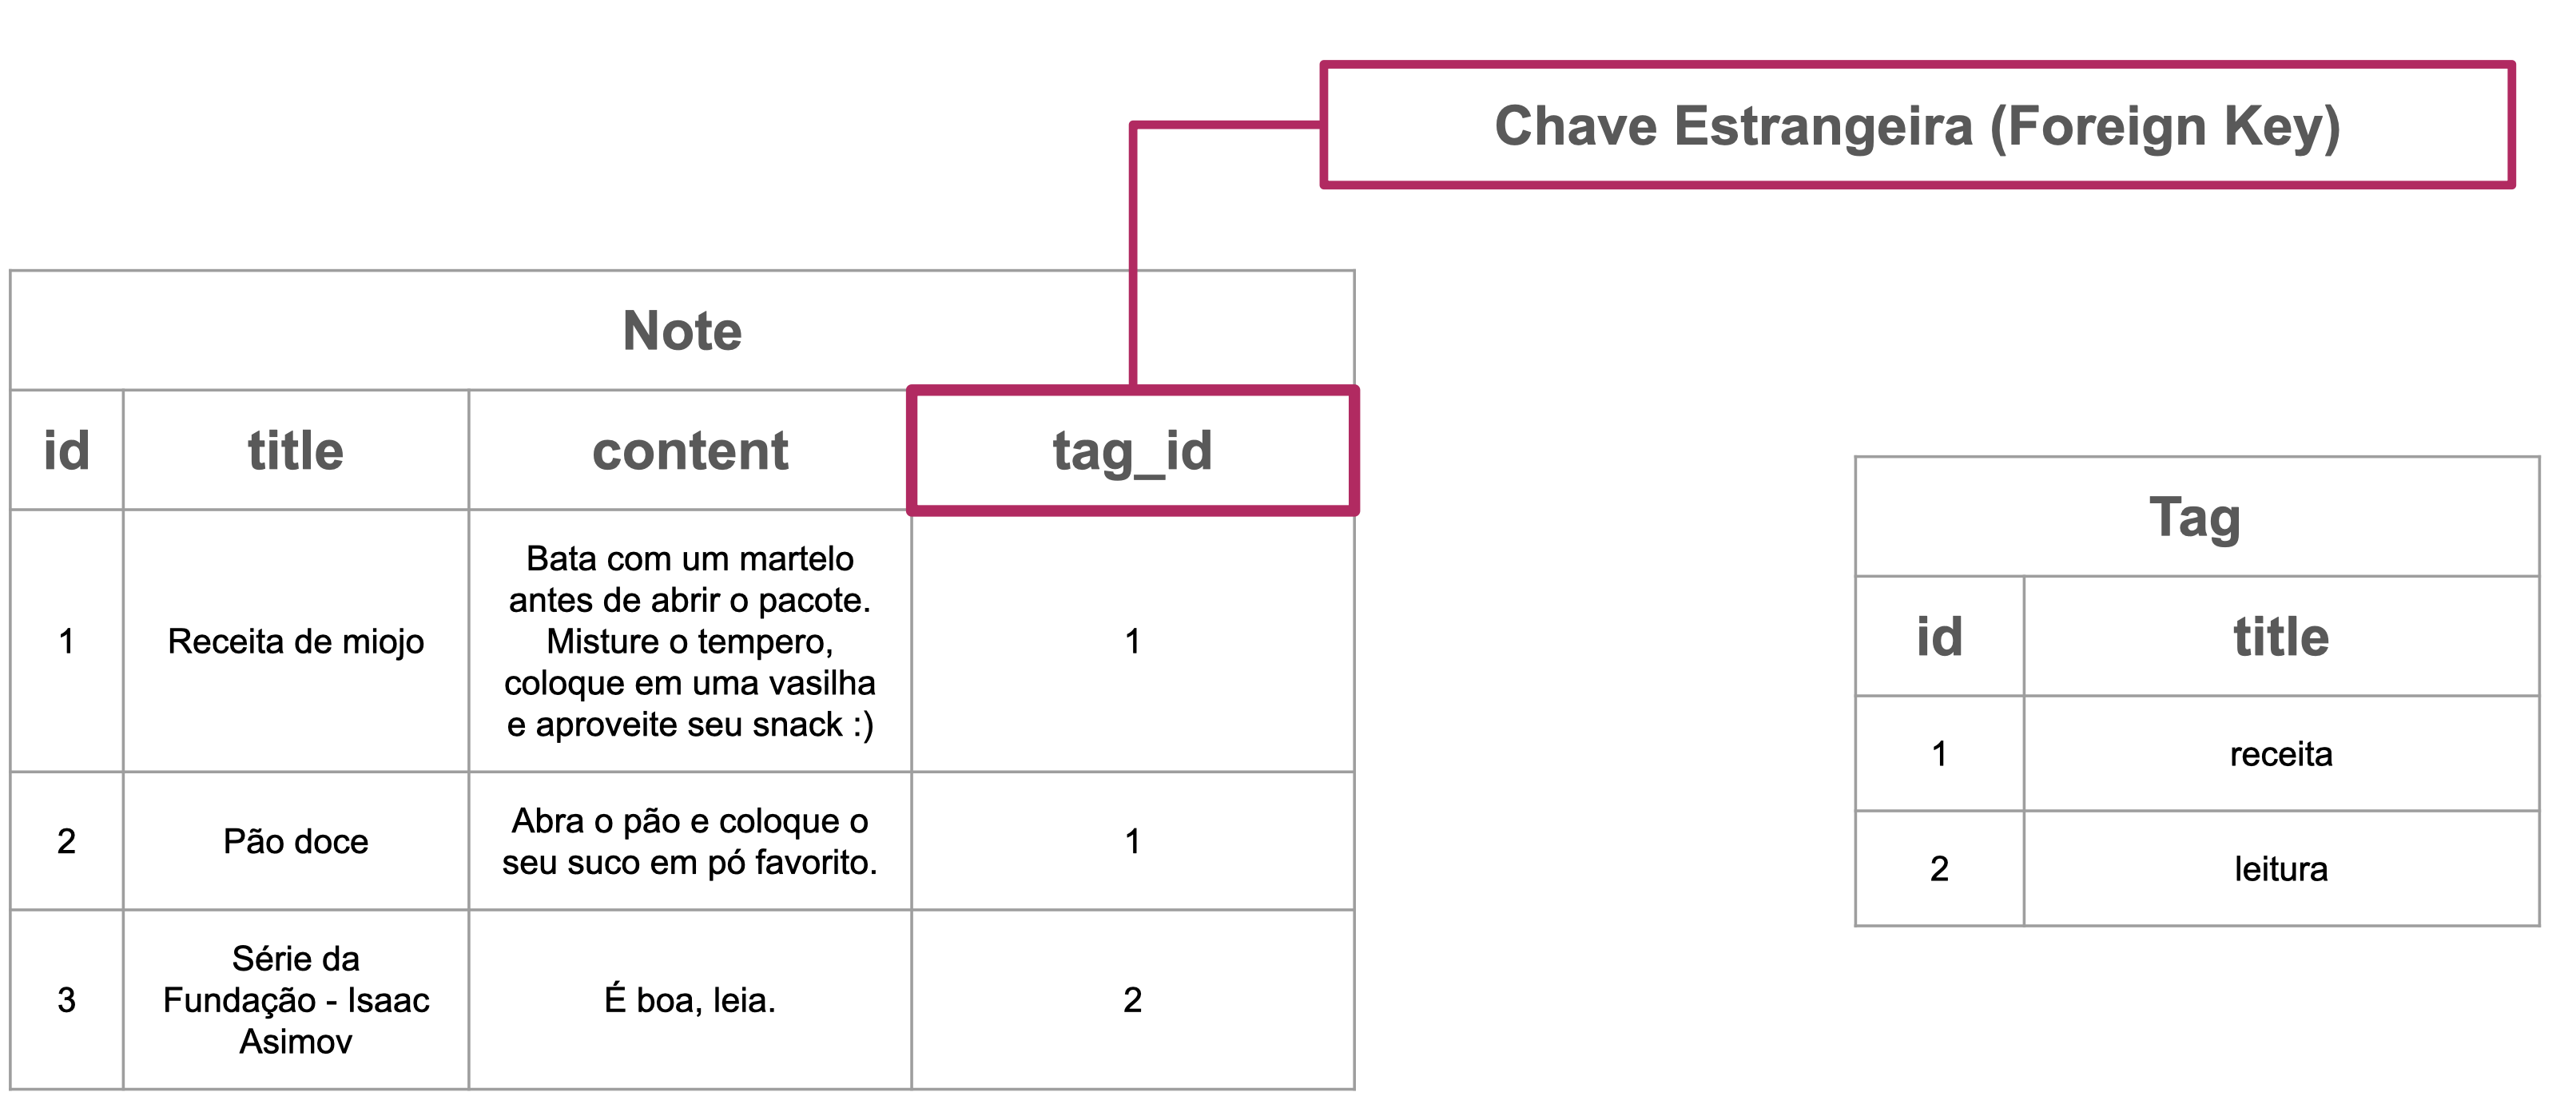 Chave Estrangeira (Foreign Key)
Note
id title content tag_id
1
Receita de miojo
Bata com um martelo
antes de abrir o pacote.
Misture o tempero,
coloque em uma vasilha
e aproveite seu snack :)
1
2
Pão doce
Abra o pão e coloque o
seu suco em pó favorito.
1
3
Série da
Fundação - Isaac
Asimov
É boa, leia.
2
Tag
id title
1 receita
2 leitura